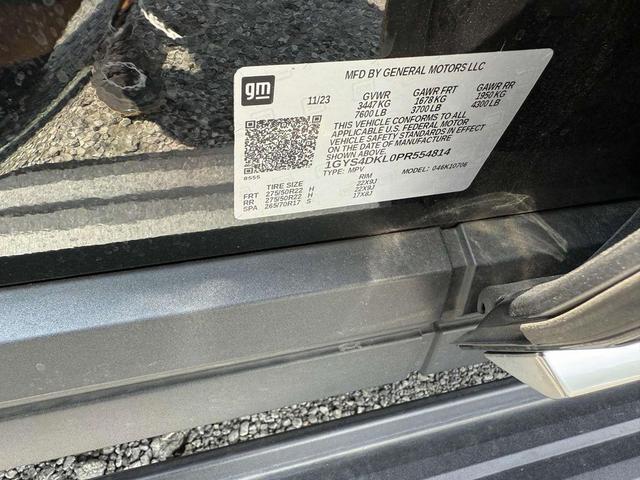 gm
MFD BY GENERAL MOTORS LLC
11/23 GVWR GAWR FRT GAWR RR
3447 KG 1678 KG 1950 KG
7600 LB 3700 LB 4300 LB
THIS VEHICLE CONFORMS TO ALL
APPLICABLE U.S. FEDERAL MOTOR
VEHICLE SAFETY STANDARDS IN EFFECT
ON THE DATE OF MANUFACTURE
SHOWN ABOVE.
1GYS4DKL0PR554814
TYPE: MPV MODEL: 046K10706
8555
TIRE SIZE RIM
FRT 275/50R22 H 22X9J
RR 275/50R22 H 22X9J
SPA 265/70R17 S 17X8J